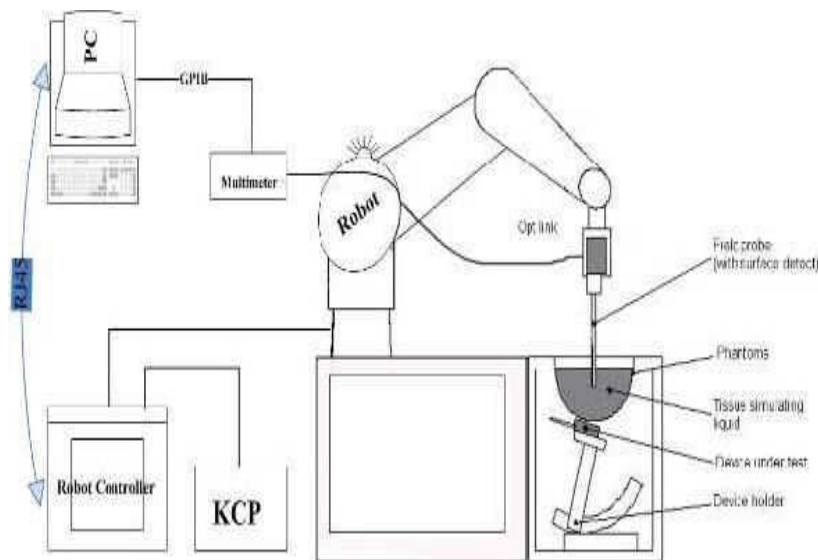 PC
GPIB
Multimeter
Robot
Opt link
Field probe
(with surface detect)
RJ45
Phantoms
Tissue simulating
liquid
Device under test
Robot Controller
KCP
Device holder